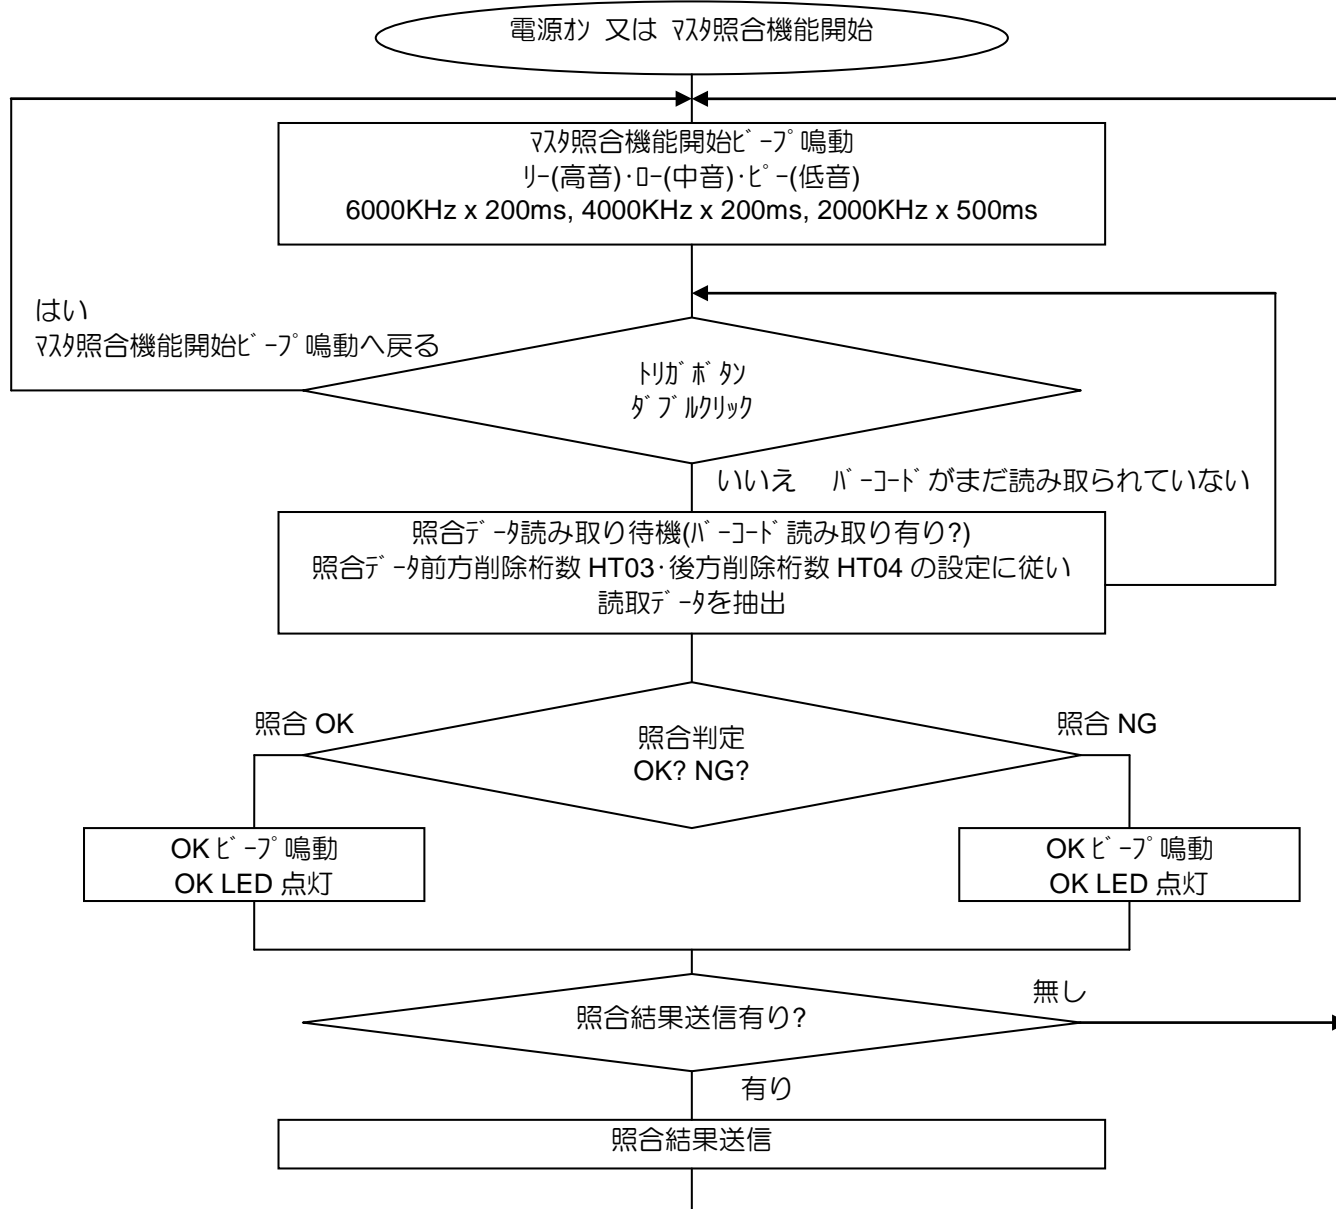 電源ｵﾝ 又は ﾏｽﾀ照合機能開始
ﾏｽﾀ照合機能開始ﾋﾞｰﾌﾟ鳴動
ﾘｰ(高音)･ﾛｰ(中音)･ﾋﾟｰ(低音)
6000KHz x 200ms, 4000KHz x 200ms, 2000KHz x 500ms
はい
ﾏｽﾀ照合機能開始ﾋﾞｰﾌﾟ鳴動へ戻る
ﾄﾘｶﾞﾎﾞﾀﾝ
ﾀﾞﾌﾞﾙｸﾘｯｸ
いいえ　ﾊﾞｰｺｰﾄﾞがまだ読み取られていない
照合ﾃﾞｰﾀ読み取り待機(ﾊﾞｰｺｰﾄﾞ読み取り有り?)
照合ﾃﾞｰﾀ前方削除桁数 HT03･後方削除桁数 HT04 の設定に従い
読取ﾃﾞｰﾀを抽出
照合 OK
照合 NG
照合判定
OK? NG?
OK ﾋﾞｰﾌﾟ鳴動
OK LED 点灯
OK ﾋﾞｰﾌﾟ鳴動
OK LED 点灯
無し
照合結果送信有り?
有り
照合結果送信